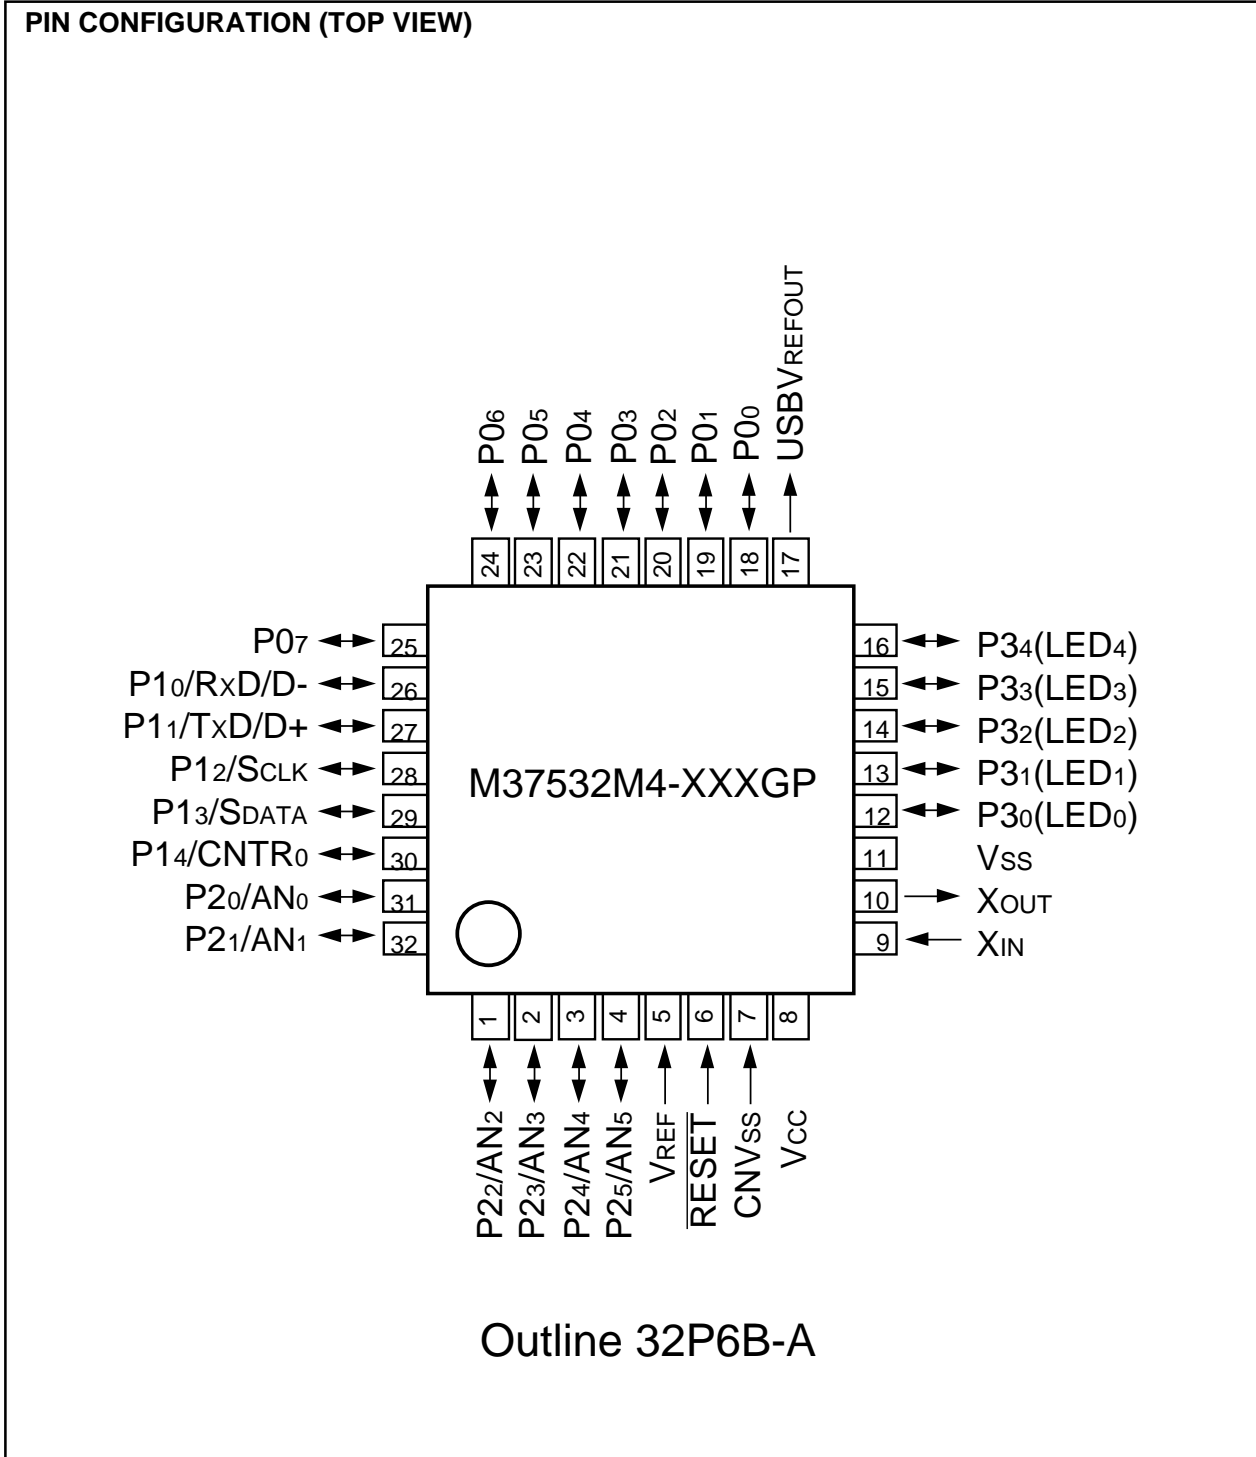 PIN CONFIGURATION (TOP VIEW)
P06
P05
P04
P03
P02
P01
P00
USBVREFOUT
24
23
22
21
20
19
18
17
P07
25
P10/RxD/D-
26
P11/TxD/D+
27
P12/SCLK
28
P13/SDATA
29
P14/CNTR0
30
P20/AN0
31
P21/AN1
32
M37532M4-XXXGP
16
P34(LED4)
15
P33(LED3)
14
P32(LED2)
13
P31(LED1)
12
P30(LED0)
11
VSS
10
XOUT
9
XIN
1
2
3
4
5
6
7
8
P22/AN2
P23/AN3
P24/AN4
P25/AN5
VREF
RESET
CNVSS
VCC
Outline 32P6B-A